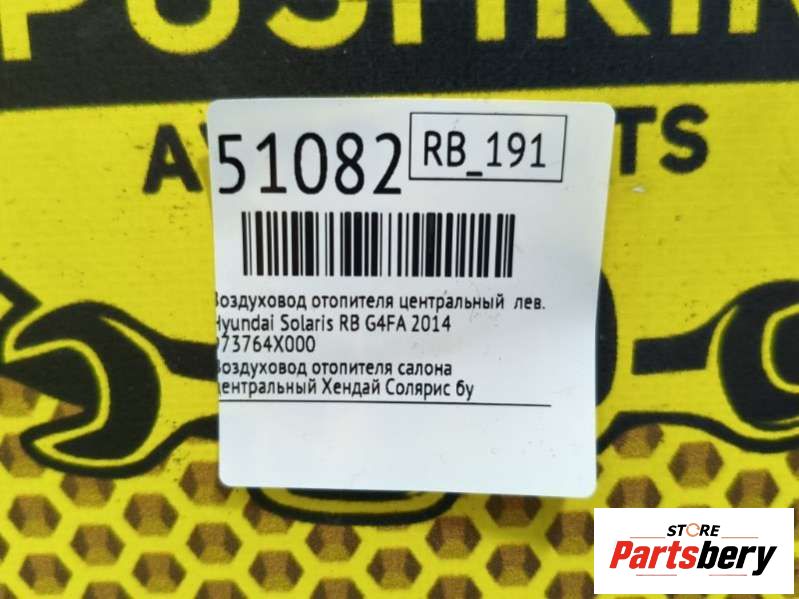 51082
RB_191
Воздуховод отопителя центральный лев.
Hyundai Solaris RB G4FA 2014
973764X000
Воздуховод отопителя салона
центральный Хендай Солярис бу
STORE
Partsbery